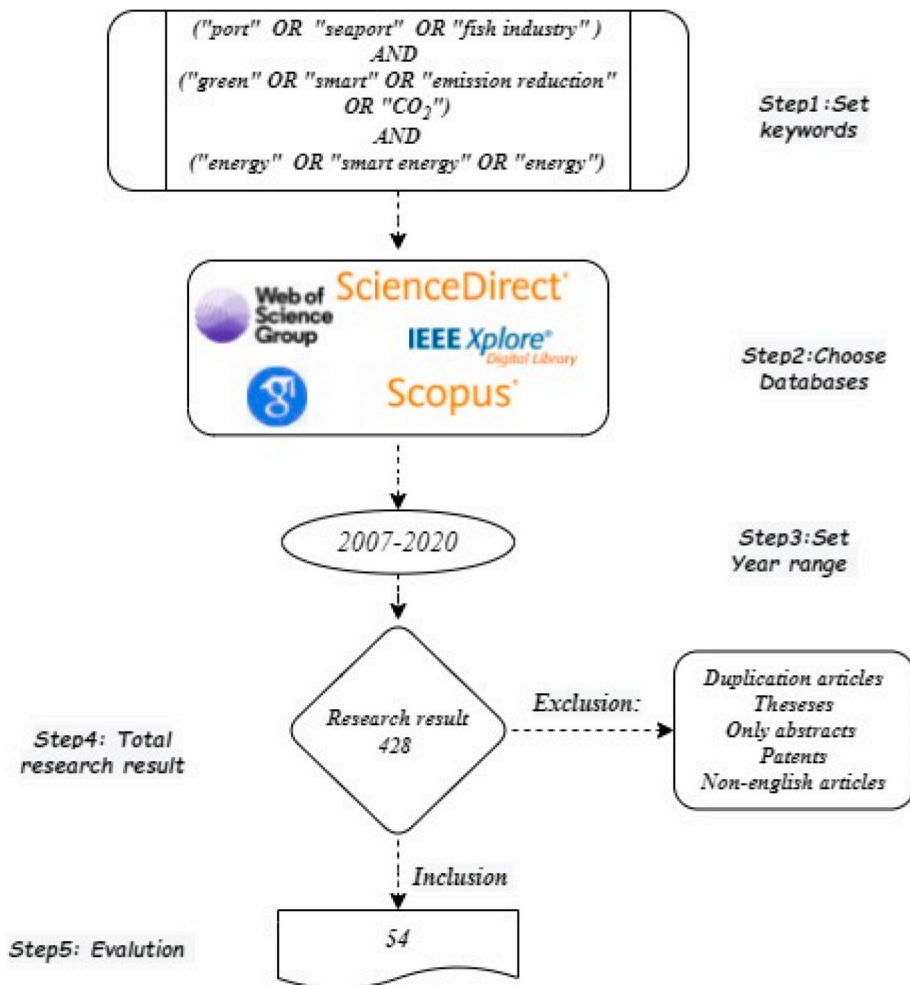 ("port" OR "seaport" OR "fish industry" )
AND
("green" OR "smart" OR "emission reduction"
OR "CO₂")
AND
("energy" OR "smart energy" OR "energy")
Step1:Set
keywords
Web of
Science
Group
ScienceDirect®
IEEE Xplore®
Digital Library
g
Scopus®
Step2:Choose
Databases
2007-2020
Step3:Set
Year range
Research result
428
Exclusion:
Duplication articles
Theseses
Only abstracts
Patents
Non-english articles
Step4: Total
research result
Inclusion
54
Step5: Evalution